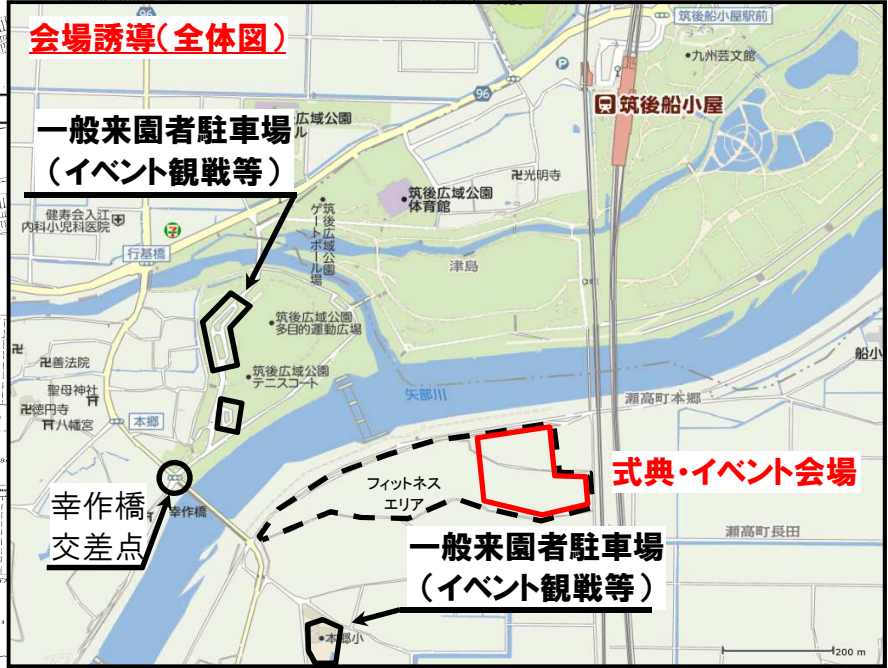 会場誘導(全体図)
筑後船小屋駅前
九州芸文館
96
筑後船小屋
一般来園者駐車場
(イベント観戦等)
広域公園
ル
96
卍光明寺
筑後広域公園
体育館
筑後広域公園
ゲートボール場
健寿会入江
内科小児科医院
行基橋
津島
筑後広域公園
多目的運動広場
筑後広域公園
テニスコート
卍善法院
聖母神社
卍徳円寺
八幡宮
本郷
矢部川
船小
瀬高町本郷
式典・イベント会場
フィットネス
エリア
幸作橋
交差点
幸作橋
瀬高町長田
一般来園者駐車場
(イベント観戦等)
本郷小
200 m